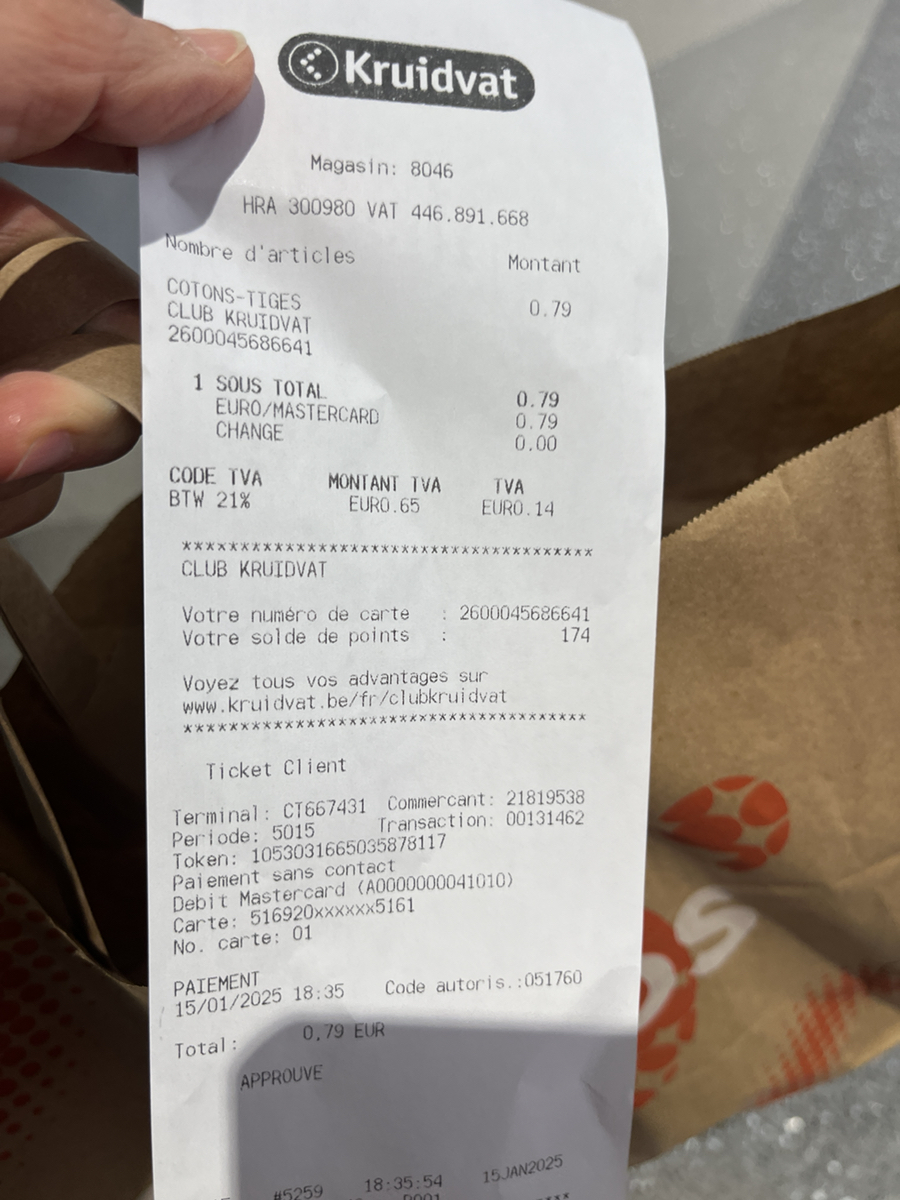 Kruidvat
Magasin: 8046
HRA 300980 VAT 446.891.668
Nombre d'articles Montant
COTONS-TIGES 0.79
CLUB KRUIDVAT
2600045686641
1 SOUS TOTAL 0.79
EURO/MASTERCARD 0.79
CHANGE 0.00
CODE TVA MONTANT TVA TVA
BTW 21% EUR0.65 EUR0.14
***************************************
CLUB KRUIDVAT
Votre numéro de carte : 2600045686641
Votre solde de points : 174
Voyez tous vos advantages sur
www.kruidvat.be/fr/clubkruidvat
***************************************
Ticket Client
Terminal: CT667431 Commercant: 21819538
Periode: 5015 Transaction: 00131462
Token: 1053031665035878117
Paiement sans contact
Debit Mastercard (A0000000041010)
Carte: 516920xxxxxx5161
No. carte: 01
PAIEMENT
15/01/2025 18:35 Code autoris.:051760
Total: 0,79 EUR
APPROUVE
#5259 18:35:54 15JAN2025